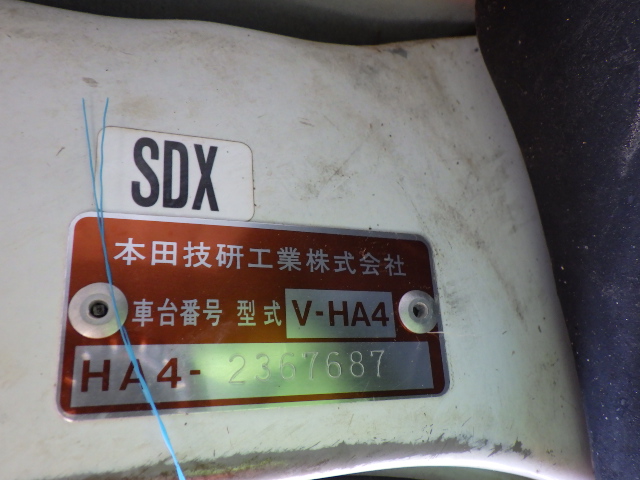 SDX
本田技研工業株式会社
車台番号 型式 V-HA4
HA4-2367687